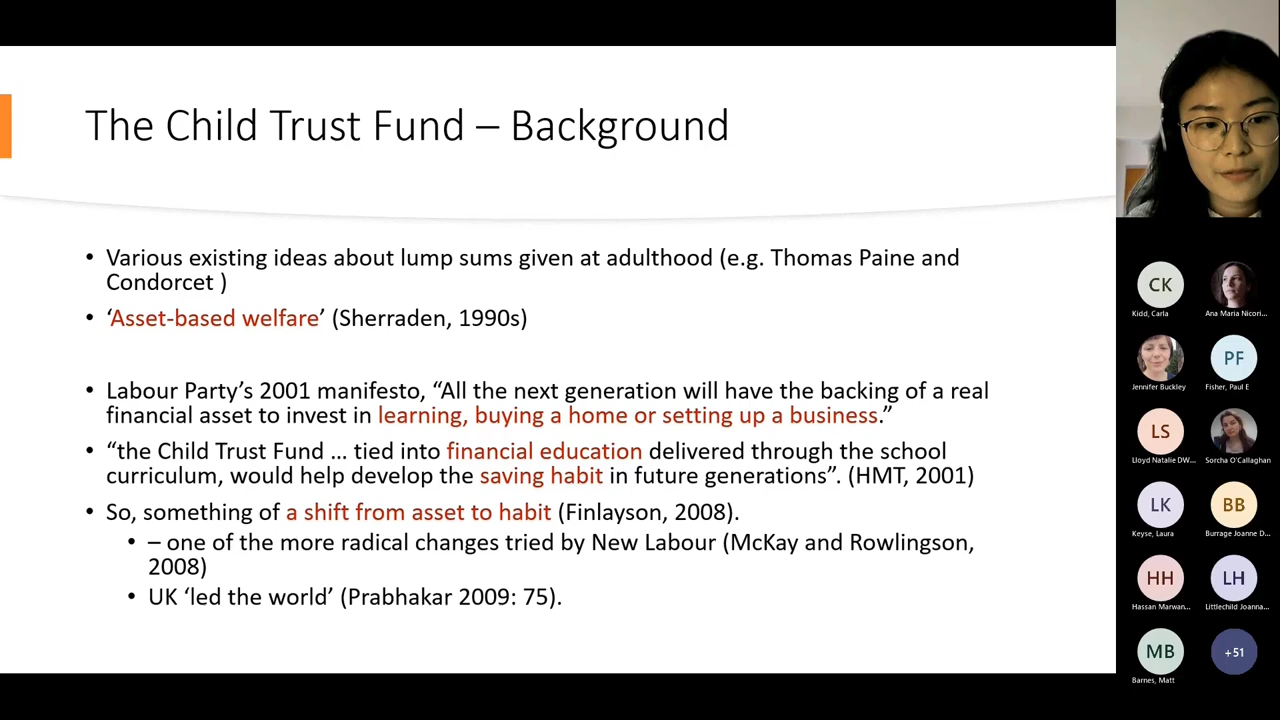 The Child Trust Fund – Background
• Various existing ideas about lump sums given at adulthood (e.g. Thomas Paine and
Condorcet )
• ‘Asset-based welfare’ (Sherraden, 1990s)
• Labour Party’s 2001 manifesto, “All the next generation will have the backing of a real
financial asset to invest in learning, buying a home or setting up a business.”
• “the Child Trust Fund … tied into financial education delivered through the school
curriculum, would help develop the saving habit in future generations”. (HMT, 2001)
• So, something of a shift from asset to habit (Finlayson, 2008).
• – one of the more radical changes tried by New Labour (McKay and Rowlingson,
2008)
• UK ‘led the world’ (Prabhakar 2009: 75).
CK
Kidd, Carla
Ana Maria Nicori...
Jennifer Buckley
PF
Fisher, Paul E
LS
Lloyd Natalie DW...
Sorcha O'Callaghan
LK
Keyse, Laura
BB
Burrage Joanne D...
HH
Hassan Marwan...
LH
Littlechild Joanna...
MB
Barnes, Matt
+51